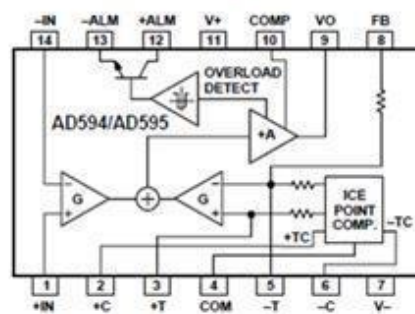 –IN –ALM +ALM V+ COMP VO FB
14 13 12 11 10 9 8
OVERLOAD
DETECT
AD594/AD595
+A
– G + + – G +
ICE
POINT
COMP.
–TC
+TC
1 2 3 4 5 6 7
+IN +C +T COM –T –C V–